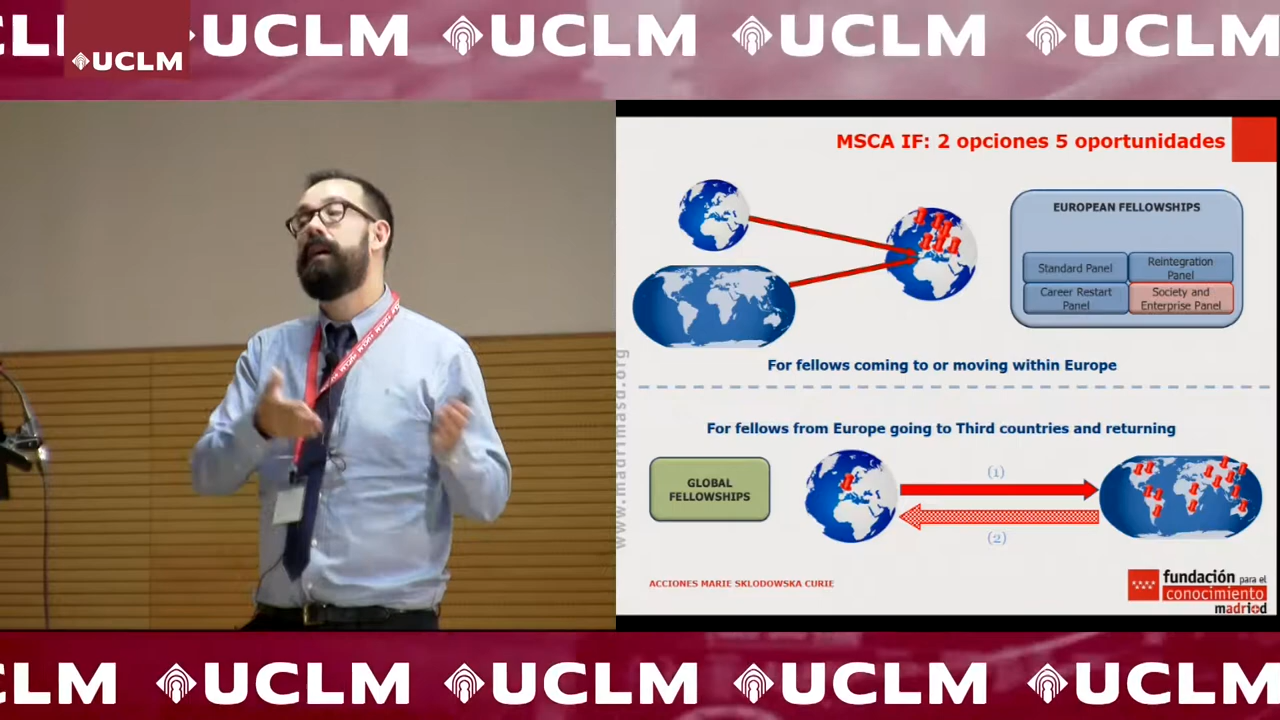 UCLM UCLM UCLM UCLM
UCLM
MSCA IF: 2 opciones 5 oportunidades
EUROPEAN FELLOWSHIPS
Standard Panel
Reintegration
Panel
Career Restart
Panel
Society and
Enterprise Panel
For fellows coming to or moving within Europe
www.madrimasd.org
For fellows from Europe going to Third countries and returning
GLOBAL
FELLOWSHIPS
(1)
(2)
ACCIONES MARIE SKLODOWSKA CURIE
fundación para el
conocimiento
madri+d
CLM UCLM UCLM UCLM UCLM